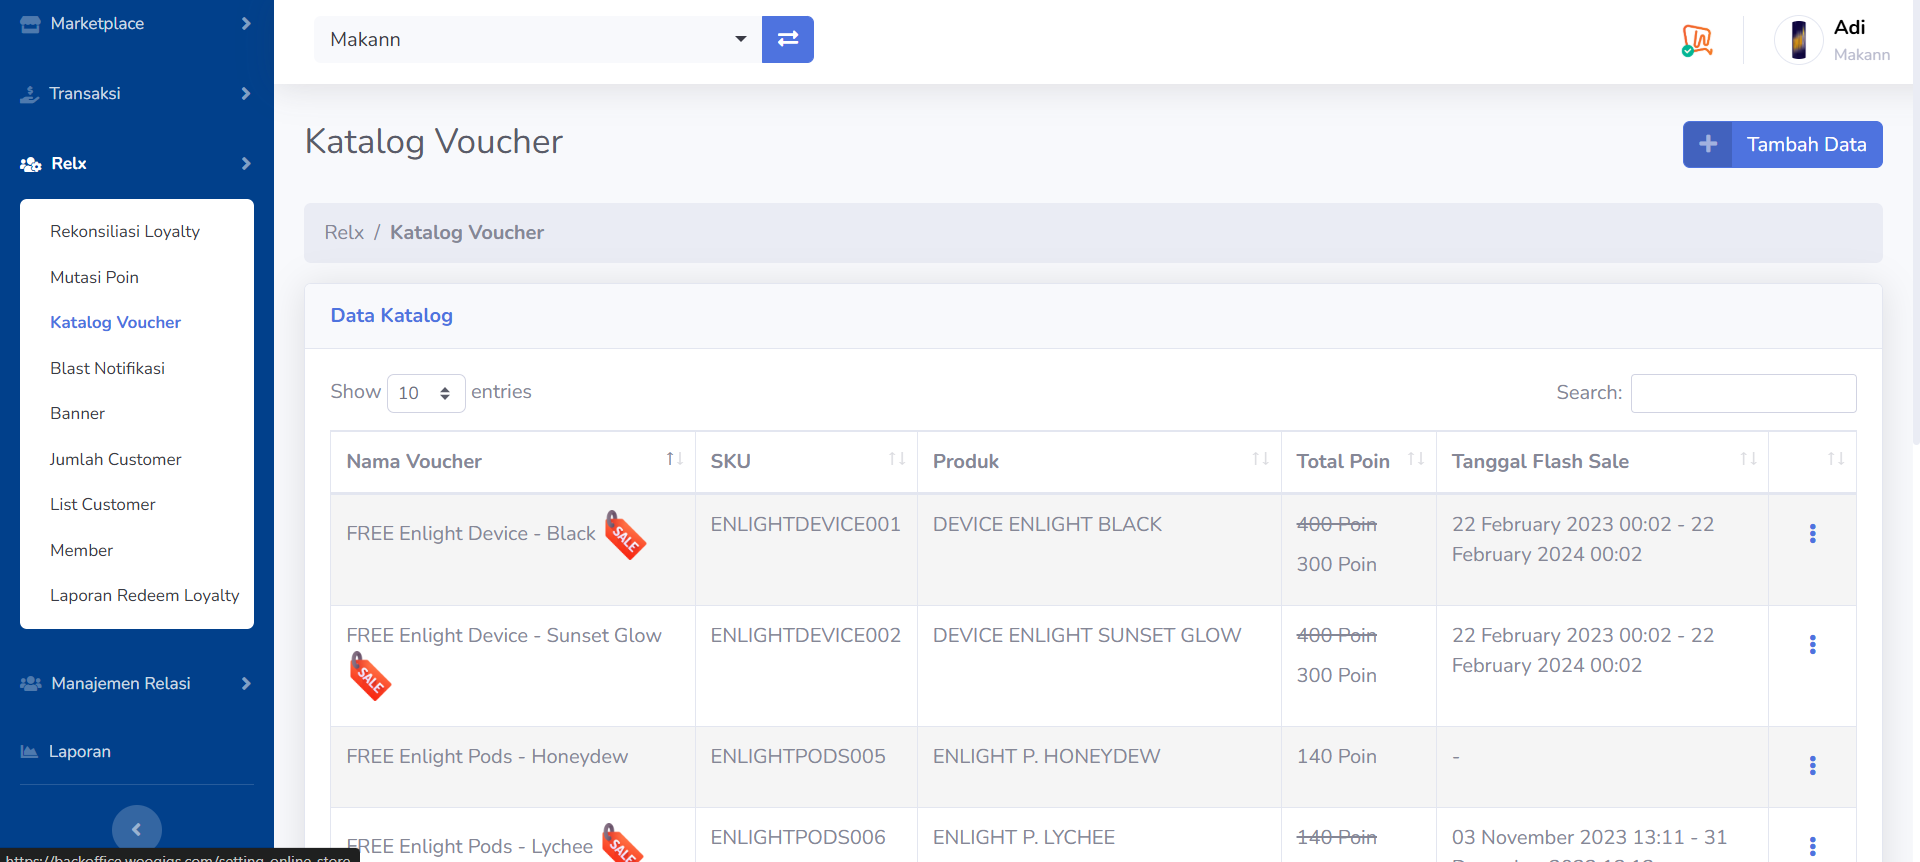 Marketplace
Transaksi
Relx
Rekonsiliasi Loyalty
Mutasi Poin
Katalog Voucher
Blast Notifikasi
Banner
Jumlah Customer
List Customer
Member
Laporan Redeem Loyalty
Manajemen Relasi
Laporan
Makann
Adi
Makann
Katalog Voucher
Tambah Data
Relx / Katalog Voucher
Data Katalog
Show 10 entries
Search:
Nama Voucher SKU Produk Total Poin Tanggal Flash Sale
FREE Enlight Device - Black SALE ENLIGHTDEVICE001 DEVICE ENLIGHT BLACK 400 Poin 22 February 2023 00:02 - 22
300 Poin February 2024 00:02
FREE Enlight Device - Sunset Glow ENLIGHTDEVICE002 DEVICE ENLIGHT SUNSET GLOW 400 Poin 22 February 2023 00:02 - 22
SALE 300 Poin February 2024 00:02
FREE Enlight Pods - Honeydew ENLIGHTPODS005 ENLIGHT P. HONEYDEW 140 Poin -
FREE Enlight Pods - Lychee SALE ENLIGHTPODS006 ENLIGHT P. LYCHEE 140 Poin 03 November 2023 13:11 - 31